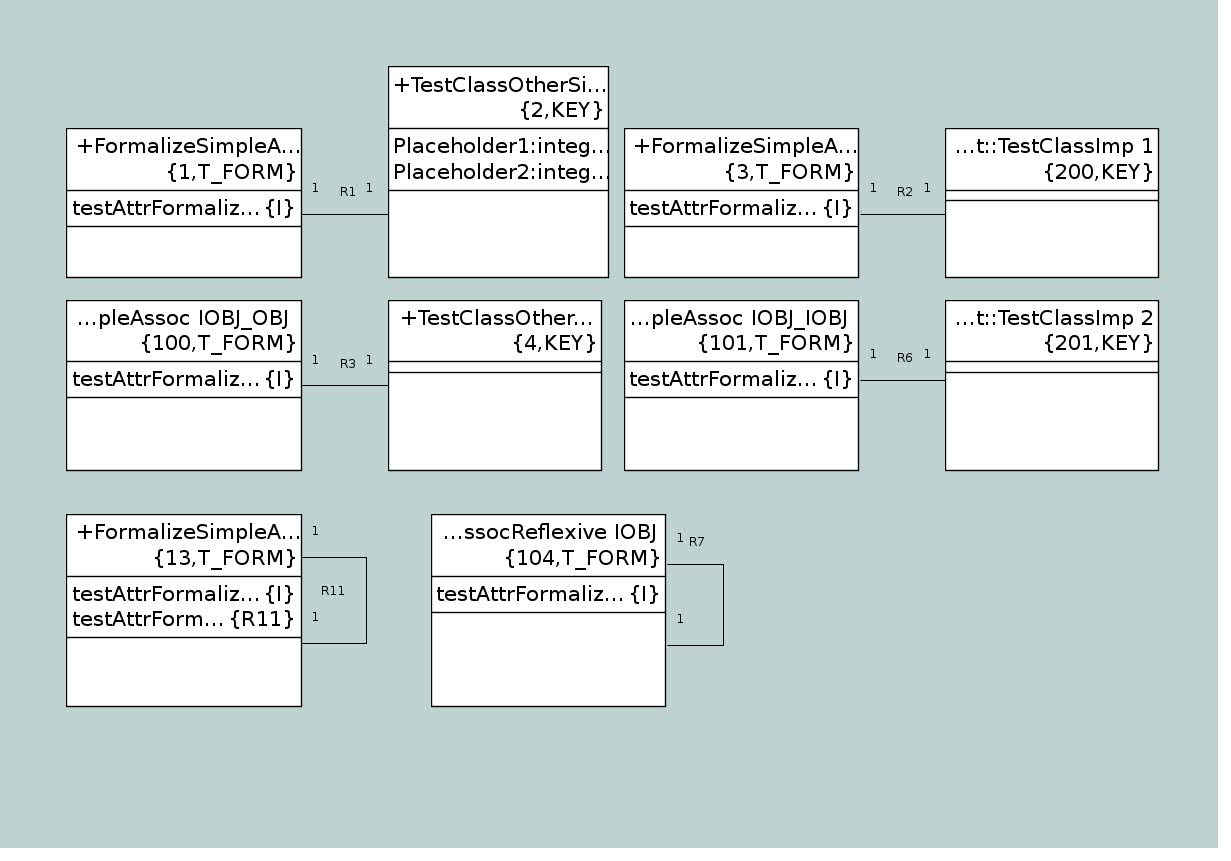 +TestClassOtherSi...
{2,KEY}
Placeholder1:integ...
Placeholder2:integ...
+FormalizeSimpleA...
{1,T_FORM}
testAttrFormaliz... {I}
1 R1 1
+FormalizeSimpleA...
{3,T_FORM}
testAttrFormaliz... {I}
1 R2 1
...t::TestClassImp 1
{200,KEY}
...pleAssoc IOBJ_OBJ
{100,T_FORM}
testAttrFormaliz... {I}
1 R3 1
+TestClassOther...
{4,KEY}
...pleAssoc IOBJ_IOBJ
{101,T_FORM}
testAttrFormaliz... {I}
1 R6 1
...t::TestClassImp 2
{201,KEY}
+FormalizeSimpleA...
{13,T_FORM}
testAttrFormaliz... {I}
testAttrForm... {R11}
1
R11
1
...ssocReflexive IOBJ
{104,T_FORM}
testAttrFormaliz... {I}
1 R7
1